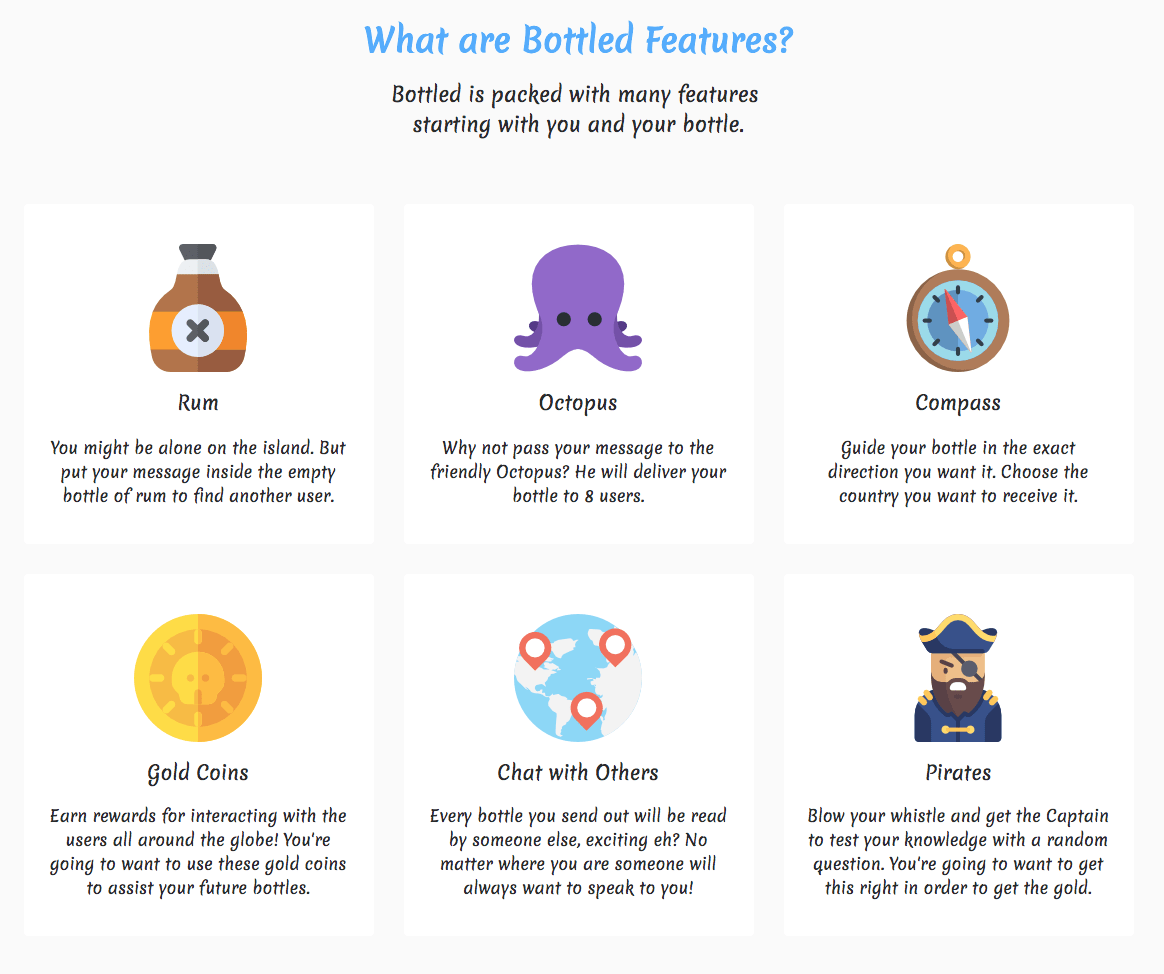 What are Bottled Features?
Bottled is packed with many features
starting with you and your bottle.
Rum
You might be alone on the island. But
put your message inside the empty
bottle of rum to find another user.
Octopus
Why not pass your message to the
friendly Octopus? He will deliver your
bottle to 8 users.
Compass
Guide your bottle in the exact
direction you want it. Choose the
country you want to receive it.
Gold Coins
Earn rewards for interacting with the
users all around the globe! You're
going to want to use these gold coins
to assist your future bottles.
Chat with Others
Every bottle you send out will be read
by someone else, exciting eh? No
matter where you are someone will
always want to speak to you!
Pirates
Blow your whistle and get the Captain
to test your knowledge with a random
question. You're going to want to get
this right in order to get the gold.